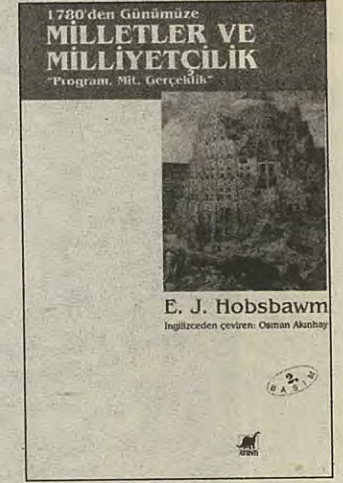 1780'den Günümüze
MİLLETLER VE
MİLLİYETÇİLİK
"Program, Mit, Gerçeklik"
E. J. Hobsbawm
İngilizceden çeviren: Osman Akınhay
2.
BASIM
AYRINTI